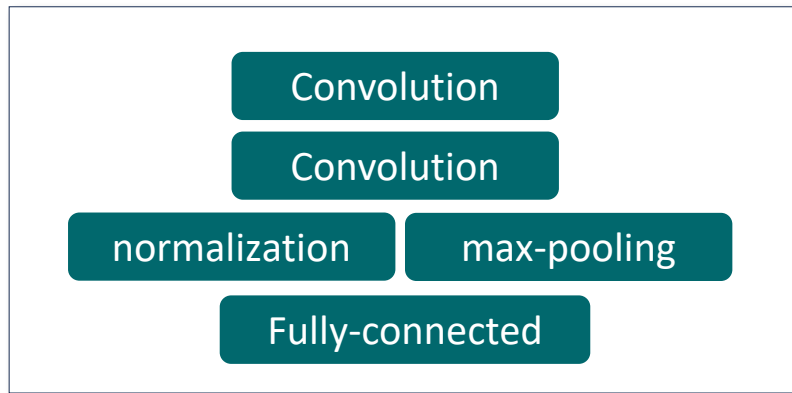 Convolution
Convolution
normalization max-pooling
Fully-connected